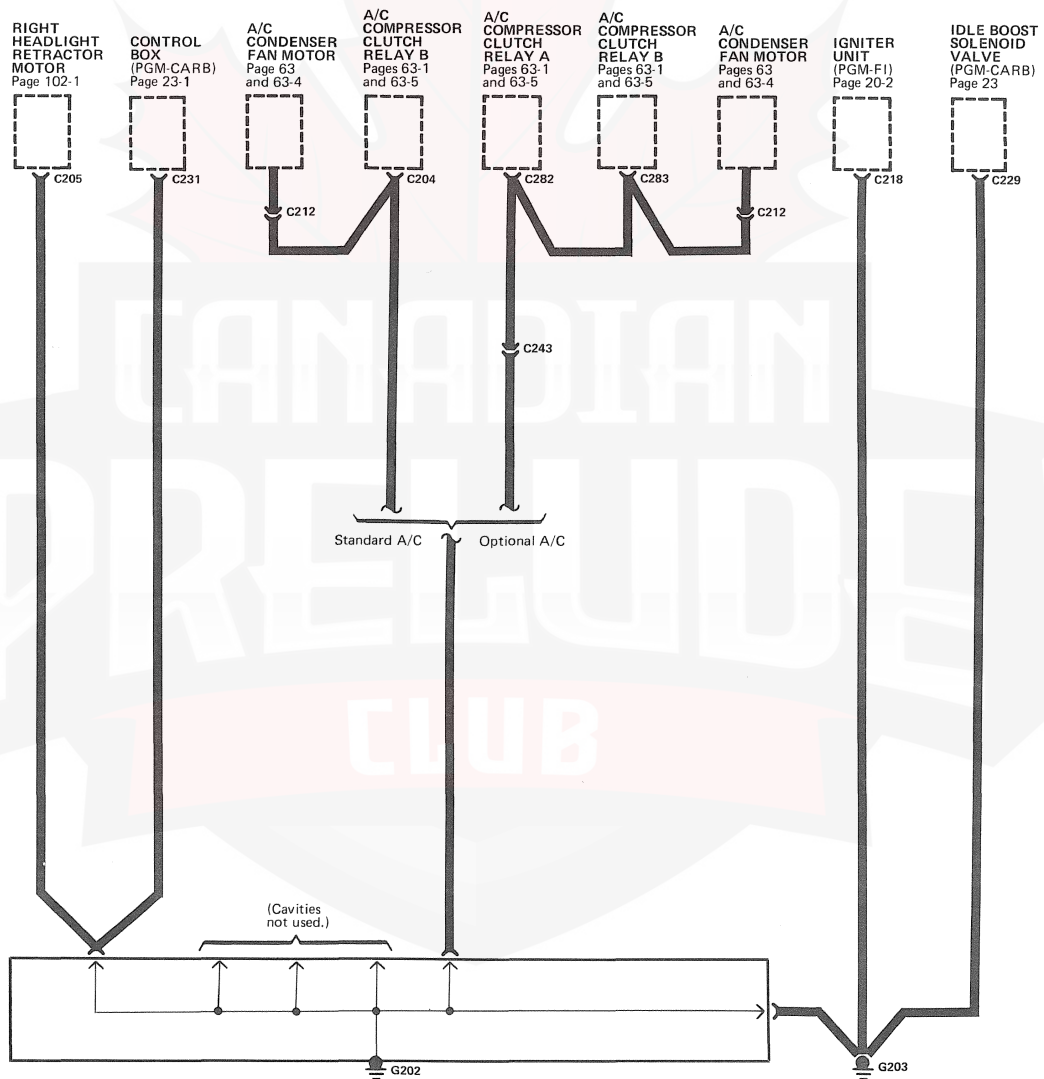 RIGHT
HEADLIGHT
RETRACTOR
MOTOR
Page 102-1
CONTROL
BOX
(PGM-CARB)
Page 23-1
A/C
CONDENSER
FAN MOTOR
Page 63
and 63-4
A/C
COMPRESSOR
CLUTCH
RELAY B
Pages 63-1
and 63-5
A/C
COMPRESSOR
CLUTCH
RELAY A
Pages 63-1
and 63-5
A/C
COMPRESSOR
CLUTCH
RELAY B
Pages 63-1
and 63-5
A/C
CONDENSER
FAN MOTOR
Page 63
and 63-4
IGNITER
UNIT
(PGM-FI)
Page 20-2
IDLE BOOST
SOLENOID
VALVE
(PGM-CARB)
Page 23
C205
C231
C204
C282
C283
C218
C229
C212
C212
C243
CANADIAN
PRELUDE
CLUB
Standard A/C
Optional A/C
(Cavities
not used.)
G202
G203